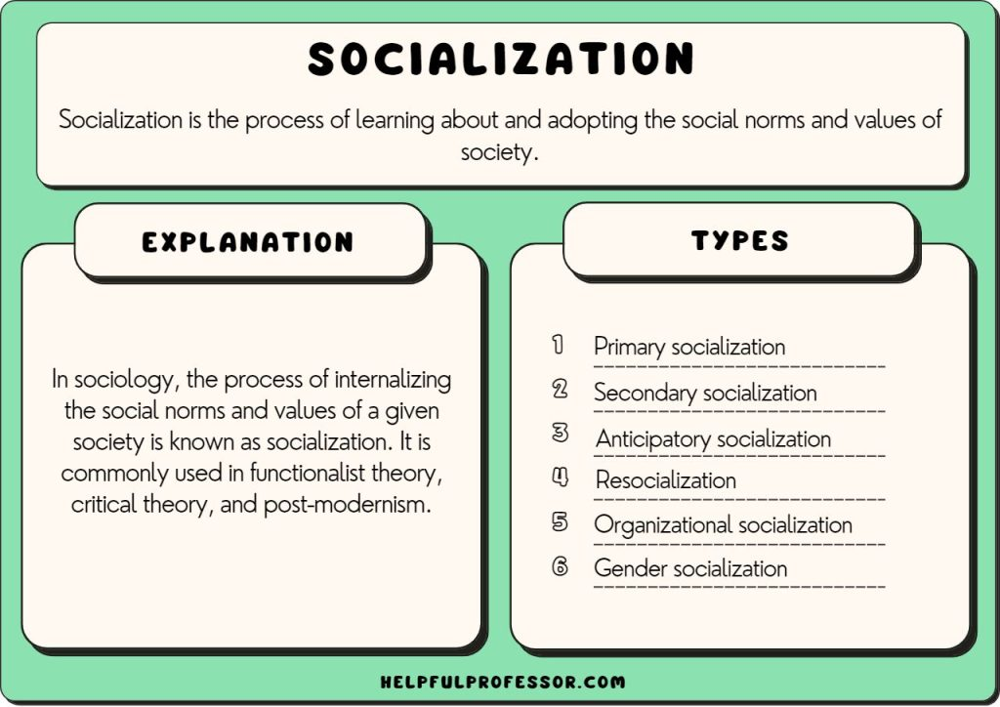 SOCIALIZATION
Socialization is the process of learning about and adopting the social norms and values of
society.
EXPLANATION
In sociology, the process of internalizing
the social norms and values of a given
society is known as socialization. It is
commonly used in functionalist theory,
critical theory, and post-modernism.
TYPES
1 Primary socialization
2 Secondary socialization
3 Anticipatory socialization
4 Resocialization
5 Organizational socialization
6 Gender socialization
HELPFULPROFESSOR.COM